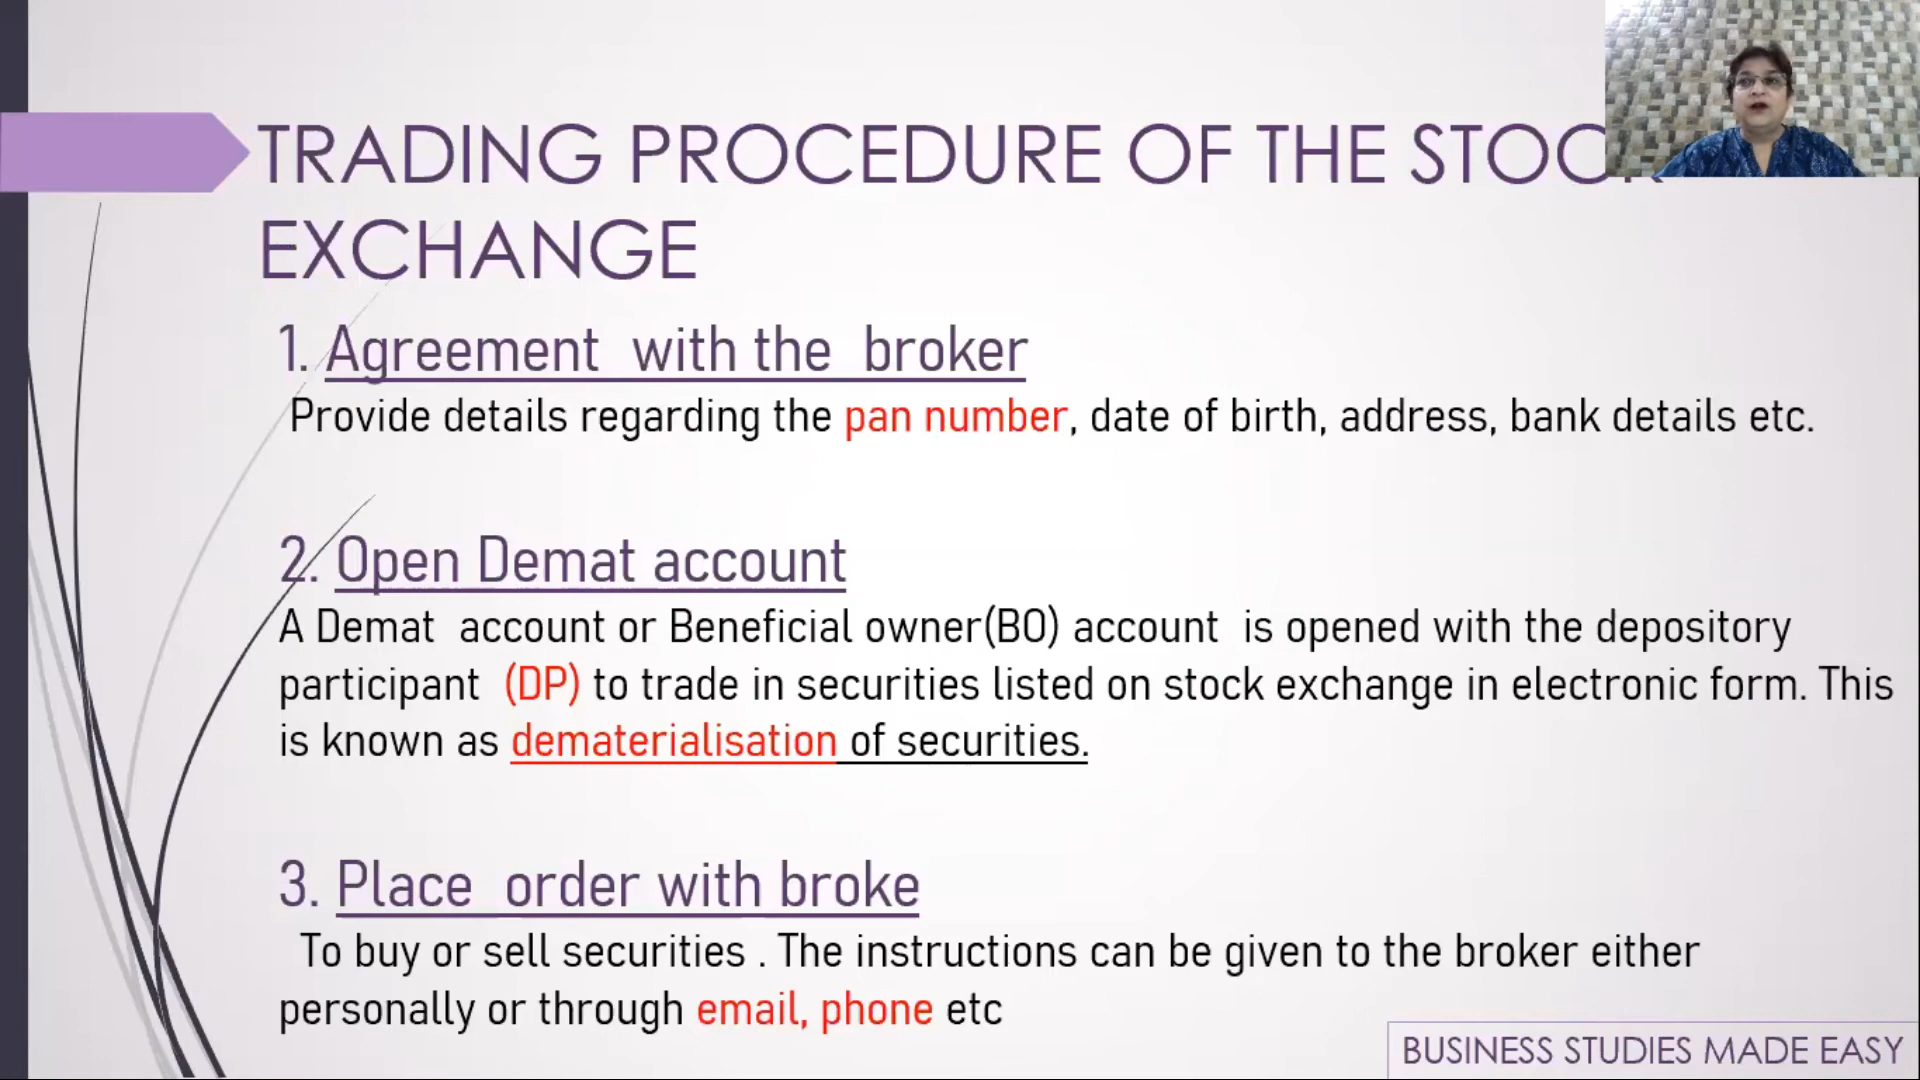 TRADING PROCEDURE OF THE STOCK
EXCHANGE
1. Agreement with the broker
Provide details regarding the pan number, date of birth, address, bank details etc.
2. Open Demat account
A Demat account or Beneficial owner(BO) account is opened with the depository
participant (DP) to trade in securities listed on stock exchange in electronic form. This
is known as dematerialisation of securities.
3. Place order with broke
To buy or sell securities . The instructions can be given to the broker either
personally or through email, phone etc
BUSINESS STUDIES MADE EASY